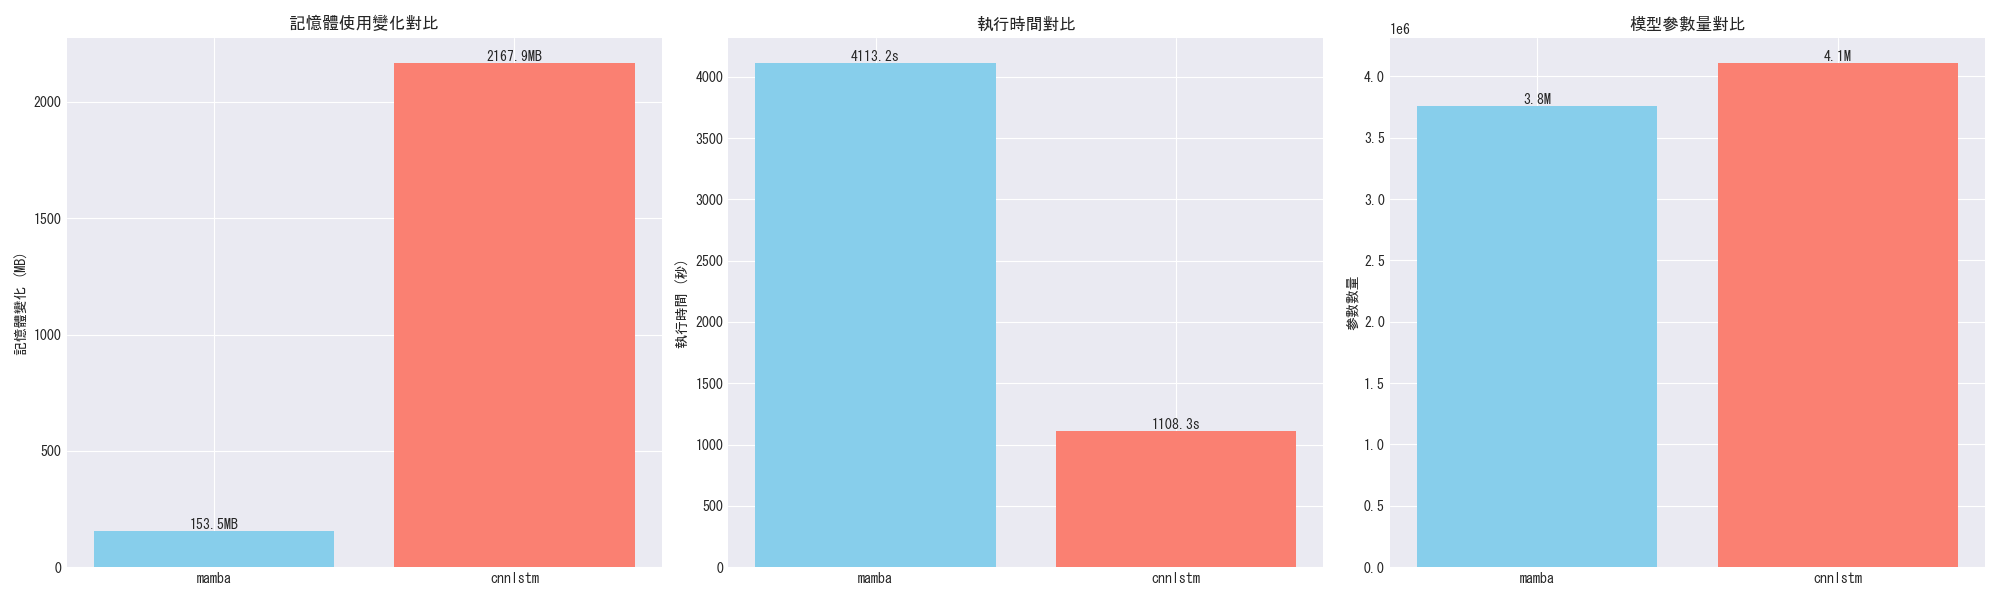 記憶體使用變化對比
記憶體變化 (MB)
2000
1500
1000
500
0
2167.9MB
153.5MB
mamba
cnnlstm
執行時間對比
執行時間 (秒)
4000
3500
3000
2500
2000
1500
1000
500
0
4113.2s
1108.3s
mamba
cnnlstm
模型參數量對比
1e6
參數數量
4.0
3.5
3.0
2.5
2.0
1.5
1.0
0.5
0.0
4.1M
3.8M
mamba
cnnlstm